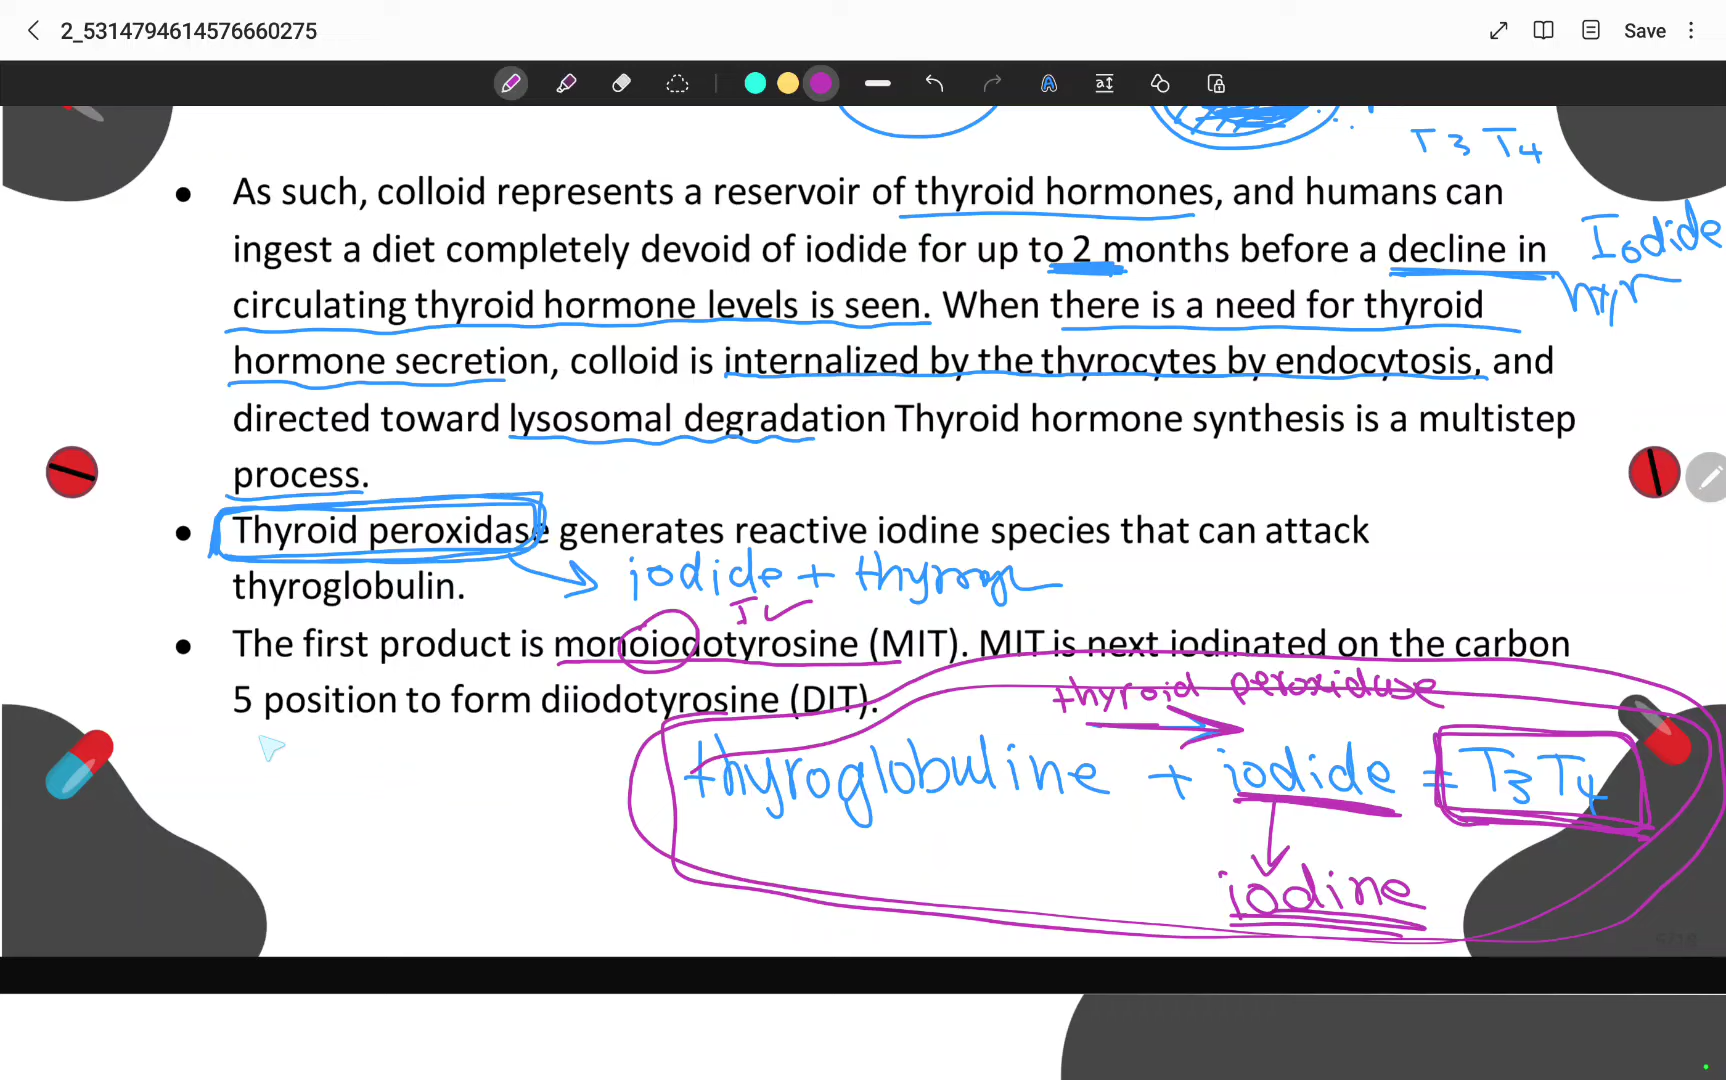 2_5314794614576660275
Save
T3 T4
As such, colloid represents a reservoir of thyroid hormones, and humans can
ingest a diet completely devoid of iodide for up to 2 months before a decline in
Iodide
circulating thyroid hormone levels is seen. When there is a need for thyroid
hormone secretion, colloid is internalized by the thyrocytes by endocytosis, and
directed toward lysosomal degradation Thyroid hormone synthesis is a multistep
process.
Thyroid peroxidase generates reactive iodine species that can attack
thyroglobulin.
iodide +
I
The first product is monoiodotyrosine (MIT). MIT is next iodinated on the carbon
5 position to form diiodotyrosine (DIT).
thyroid peroxidase
thyroglobuline + iodide = T3 T4
iodine